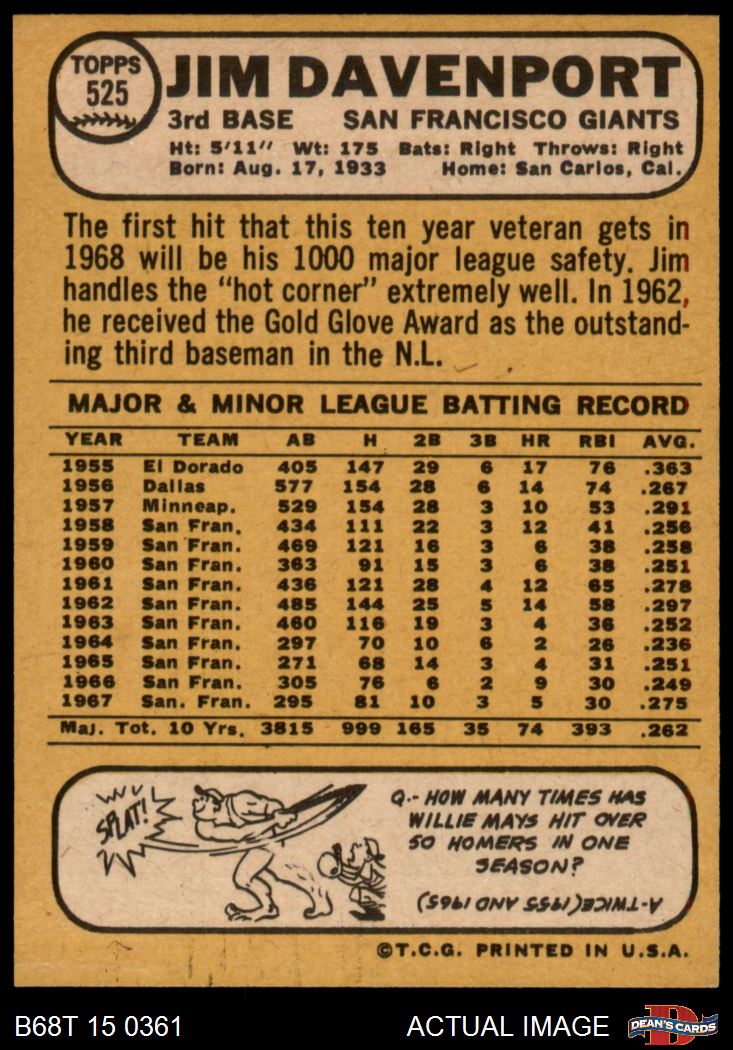 TOPPS
525
JIM DAVENPORT
3rd BASE SAN FRANCISCO GIANTS
Ht: 5'11" Wt: 175 Bats: Right Throws: Right
Born: Aug. 17, 1933 Home: San Carlos, Cal.
The first hit that this ten year veteran gets in
1968 will be his 1000 major league safety. Jim
handles the "hot corner" extremely well. In 1962,
he received the Gold Glove Award as the outstand-
ing third baseman in the N.L.
MAJOR & MINOR LEAGUE BATTING RECORD
YEAR TEAM AB H 2B 3B HR RBI AVG.
1955 El Dorado 405 147 29 6 17 76 .363
1956 Dallas 577 154 28 6 14 74 .267
1957 Minneap. 529 154 28 3 10 53 .291
1958 San Fran. 434 111 22 3 12 41 .256
1959 San Fran. 469 121 16 3 6 38 .258
1960 San Fran. 363 91 15 3 6 38 .251
1961 San Fran. 436 121 28 4 12 65 .278
1962 San Fran. 485 144 25 5 14 58 .297
1963 San Fran. 460 116 19 3 4 36 .252
1964 San Fran. 297 70 10 6 2 26 .236
1965 San Fran. 271 68 14 3 4 31 .251
1966 San Fran. 305 76 6 2 9 30 .249
1967 San. Fran. 295 81 10 3 5 30 .275
Maj. Tot. 10 Yrs. 3815 999 165 35 74 393 .262
SPLAT!
Q.- HOW MANY TIMES HAS
WILLIE MAYS HIT OVER
50 HOMERS IN ONE
SEASON?
A-TWICE (1955 AND 1965)
©T.C.G. PRINTED IN U.S.A.
B68T 15 0361 ACTUAL IMAGE
D
DEAN'S CARDS